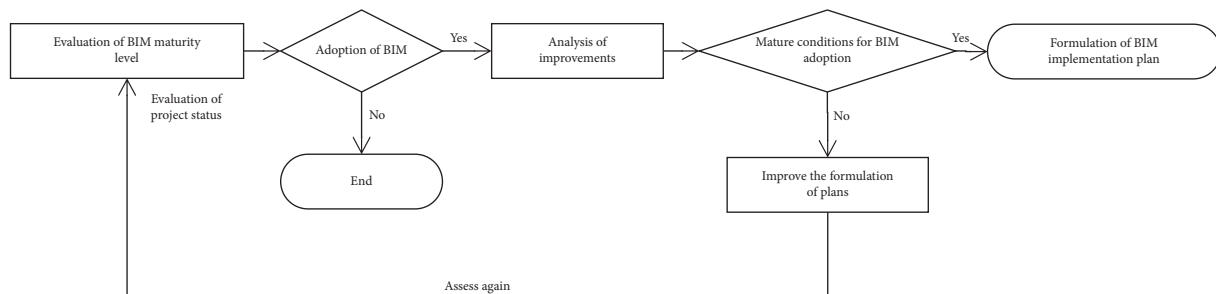 Evaluation of BIM maturity
level
Adoption of BIM
Yes
Analysis of
improvements
Mature conditions for BIM
adoption
Yes
Formulation of BIM
implementation plan
Evaluation of
project status
No
No
End
Improve the formulation
of plans
Assess again